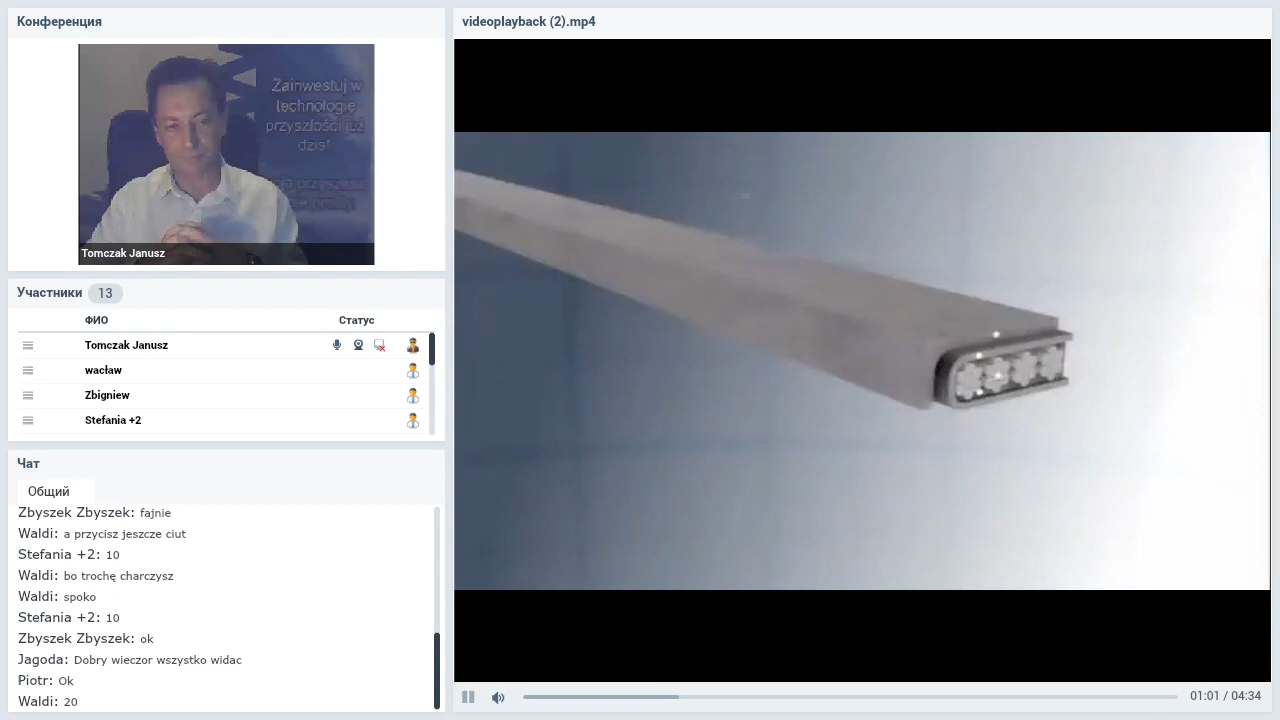 Конференция
Zainwestuj w
technologię
przyszłości już
dziś"
Tomczak Janusz
Участники 13
ФИО Статус
Tomczak Janusz
wacław
Zbigniew
Stefania +2
Чат
Общий
Zbyszek Zbyszek: fajnie
Waldi: a przycisz jeszcze ciut
Stefania +2: 10
Waldi: bo trochę charczysz
Waldi: spoko
Stefania +2: 10
Zbyszek Zbyszek: ok
Jagoda: Dobry wieczor wszystko widac
Piotr: Ok
Waldi: 20
videoplayback (2).mp4
01:01 / 04:34